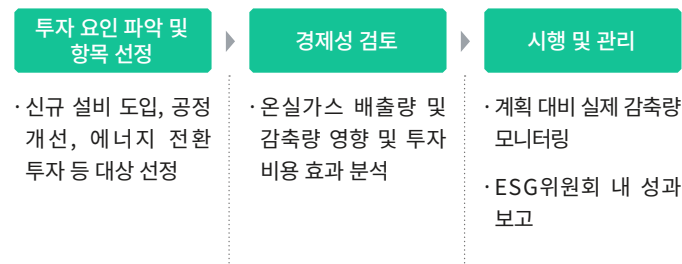 투자 요인 파악 및
항목 선정
경제성 검토
시행 및 관리
· 신규 설비 도입, 공정
개선, 에너지 전환
투자 등 대상 선정
· 온실가스 배출량 및
감축량 영향 및 투자
비용 효과 분석
· 계획 대비 실제 감축량
모니터링
· ESG위원회 내 성과
보고